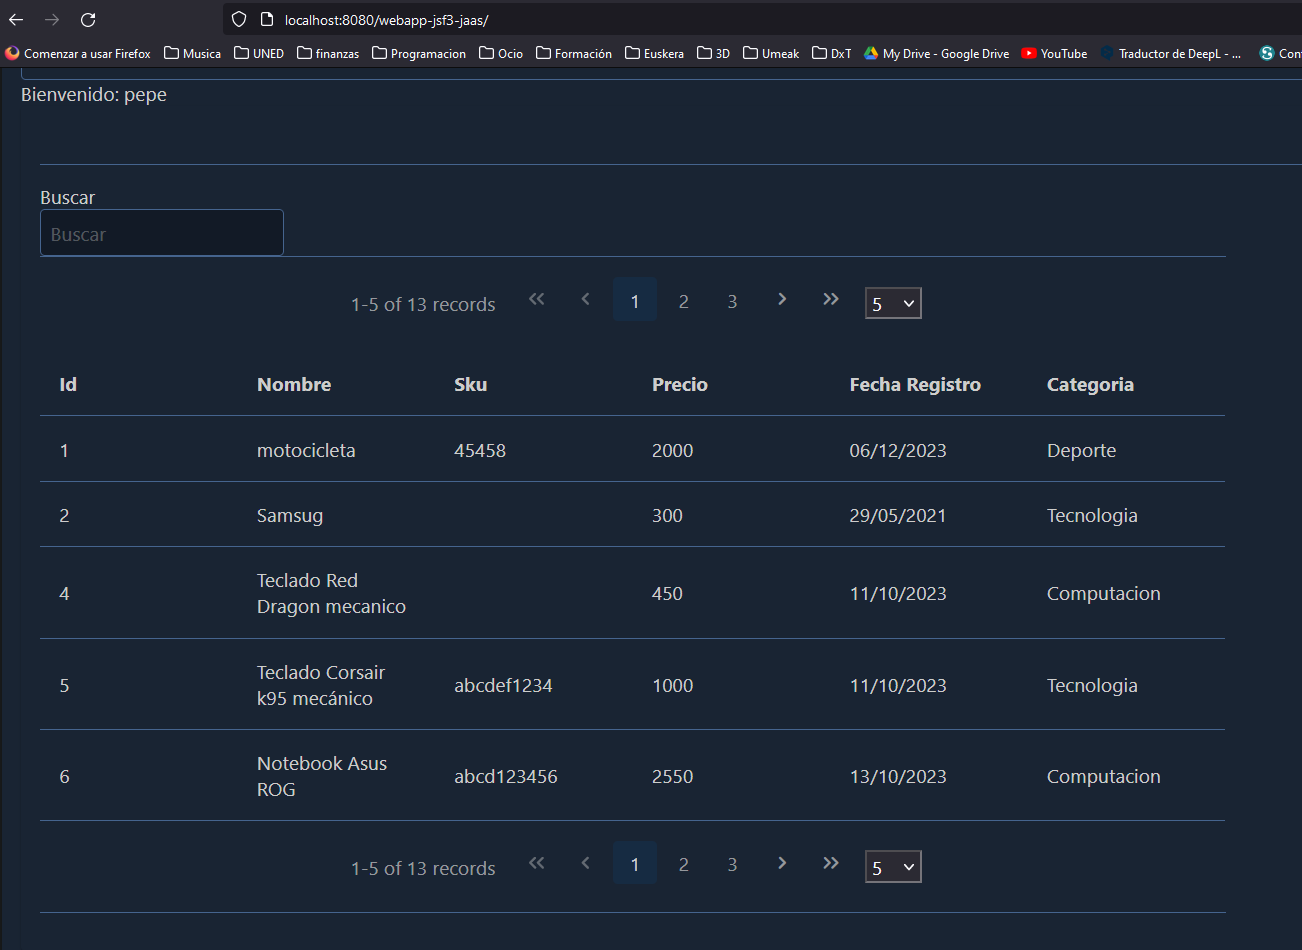 localhost:8080/webapp-jsf3-jaas/
Comenzar a usar Firefox Musica UNED finanzas Programacion Ocio Formación Euskera 3D Umeak DxT My Drive - Google Drive YouTube Traductor de DeepL - ...
Bienvenido: pepe
Buscar
Buscar
1-5 of 13 records 1 2 3 5
Id Nombre Sku Precio Fecha Registro Categoria
1 motocicleta 45458 2000 06/12/2023 Deporte
2 Samsug 300 29/05/2021 Tecnologia
Teclado Red
4 Dragon mecanico 450 11/10/2023 Computacion
Teclado Corsair
5 k95 mecánico abcdef1234 1000 11/10/2023 Tecnologia
Notebook Asus
6 ROG abcd123456 2550 13/10/2023 Computacion
1-5 of 13 records 1 2 3 5